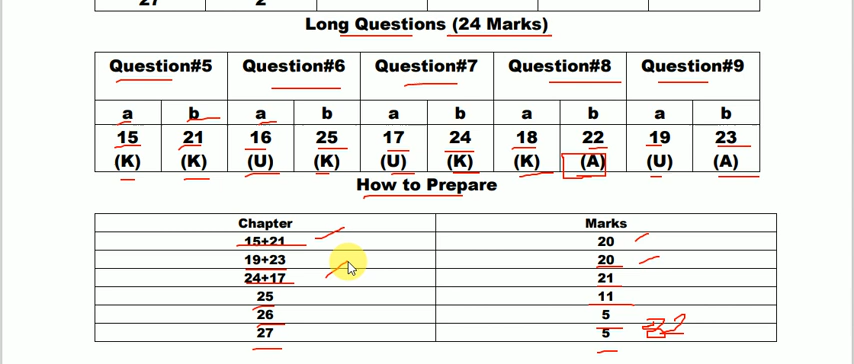 27 2
Long Questions (24 Marks)
Question#5 Question#6 Question#7 Question#8 Question#9
a b a b a b a b a b
15 21 16 25 17 24 18 22 19 23
(K) (K) (U) (K) (U) (K) (K) (A) (U) (A)
How to Prepare
Chapter Marks
15+21 20
19+23 20
24+17 21
25 11
26 5
27 5